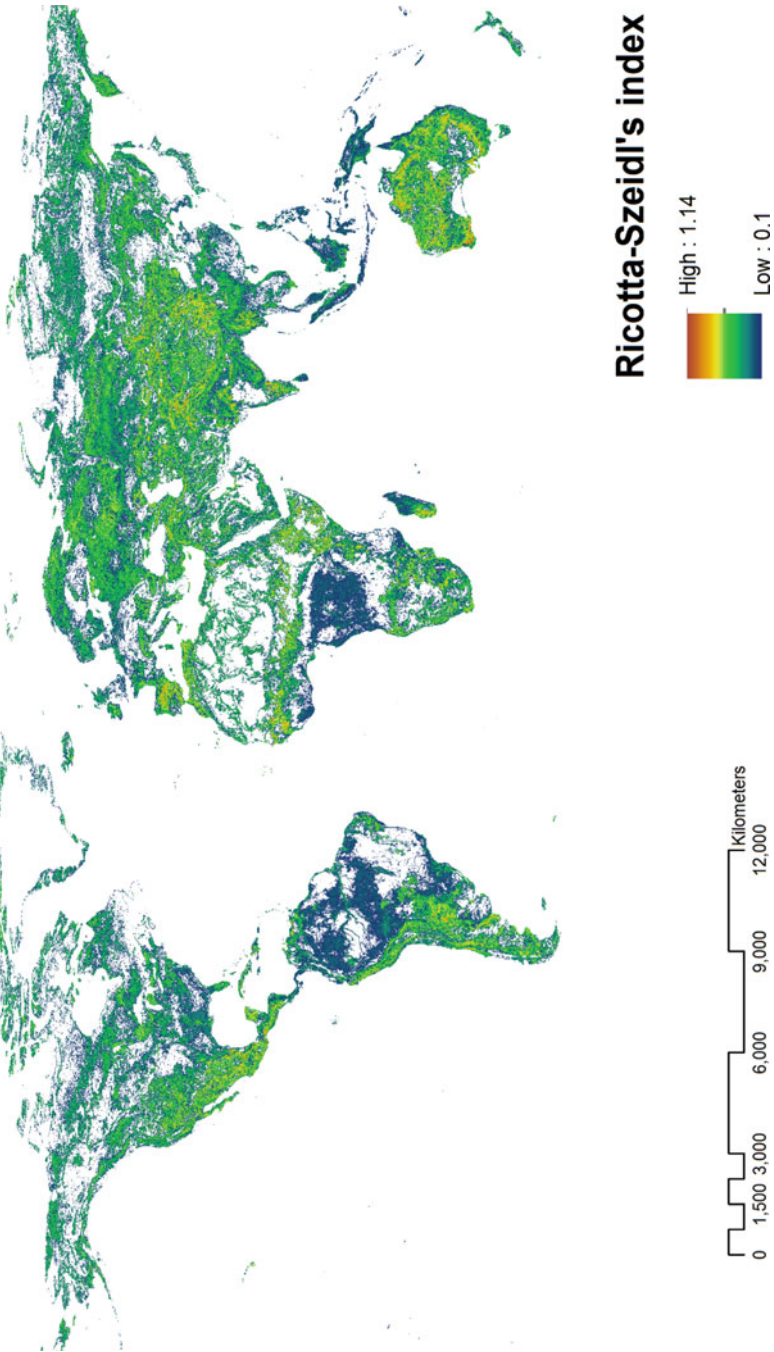 Ricotta-Szeidl's index
High : 1.14
Low : 0.1
Kilometers
0 1,500 3,000 6,000 9,000 12,000